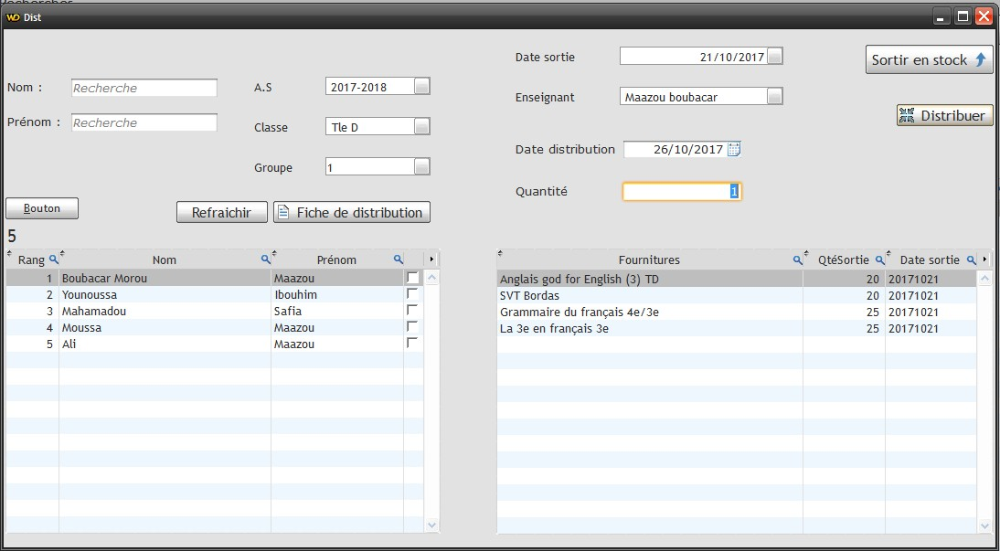 Rechercher
WD Dist
Date sortie 21/10/2017 Sortir en stock
Nom : Recherche A.S 2017-2018
Enseignant Maazou boubacar
Prénom : Recherche Classe Tle D
Distribuer
Date distribution 26/10/2017
Groupe 1
Quantité 1
Bouton Refraichir Fiche de distribution
5
Rang Nom Prénom
1 Boubacar Morou Maazou
2 Younoussa Ibouhim
3 Mahamadou Safia
4 Moussa Maazou
5 Ali Maazou
Fournitures QtéSortie Date sortie
Anglais god for English (3) TD 20 20171021
SVT Bordas 20 20171021
Grammaire du français 4e/3e 25 20171021
La 3e en français 3e 25 20171021